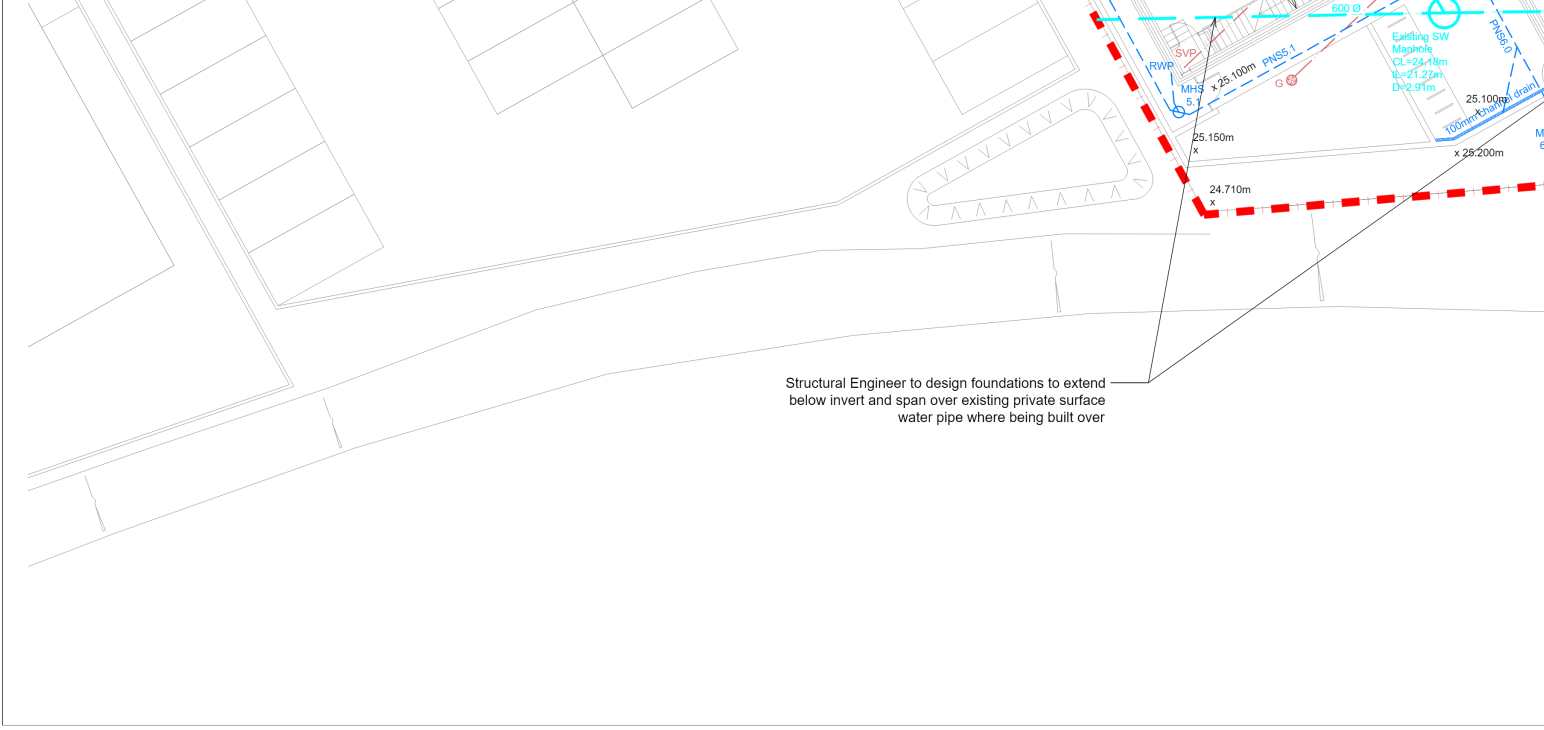 600 Ø
Existing SW
Manhole
CL=24.18m
IL=21.27m
D=2.91m
PNS6.0
SVP
RWP
PNS5.1
x 25.100m
G
MHS
5.1
25.100m
x
100mm channel drain
25.150m
x
x 25.200m
24.710m
x
Structural Engineer to design foundations to extend
below invert and span over existing private surface
water pipe where being built over